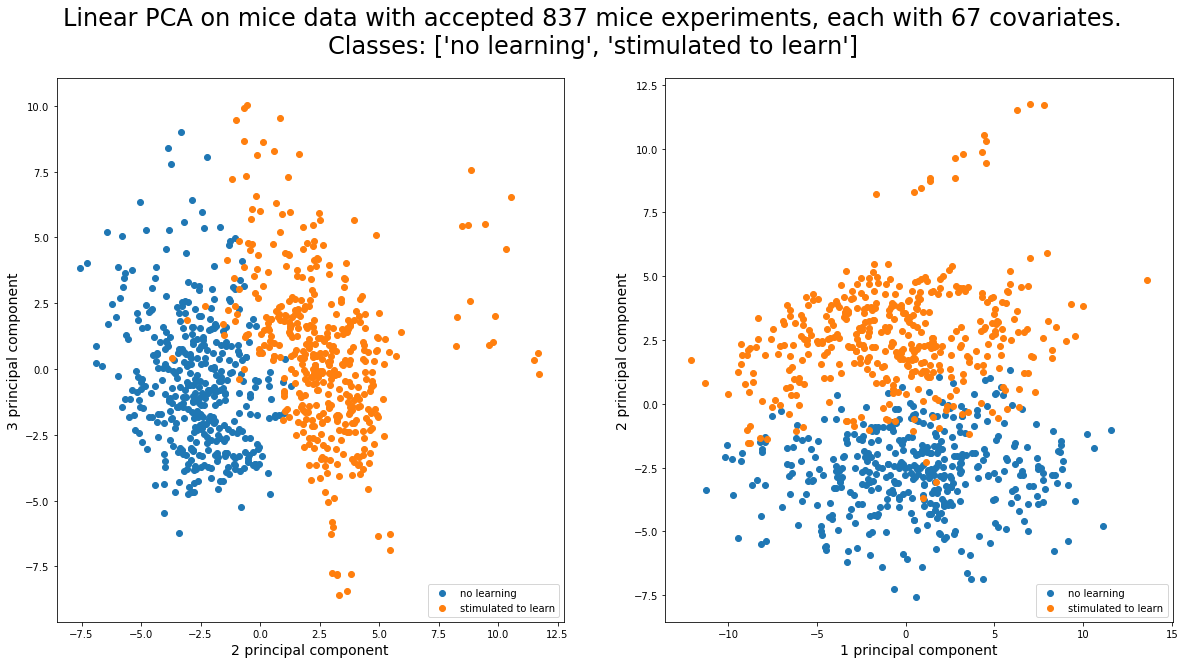 Linear PCA on mice data with accepted 837 mice experiments, each with 67 covariates.
Classes: ['no learning', 'stimulated to learn']
10.0
7.5
5.0
2.5
0.0
−2.5
−5.0
−7.5
3 principal component
−7.5 −5.0 −2.5 0.0 2.5 5.0 7.5 10.0 12.5
2 principal component
no learning
stimulated to learn
12.5
10.0
7.5
5.0
2.5
0.0
−2.5
−5.0
−7.5
2 principal component
−10 −5 0 5 10 15
1 principal component
no learning
stimulated to learn